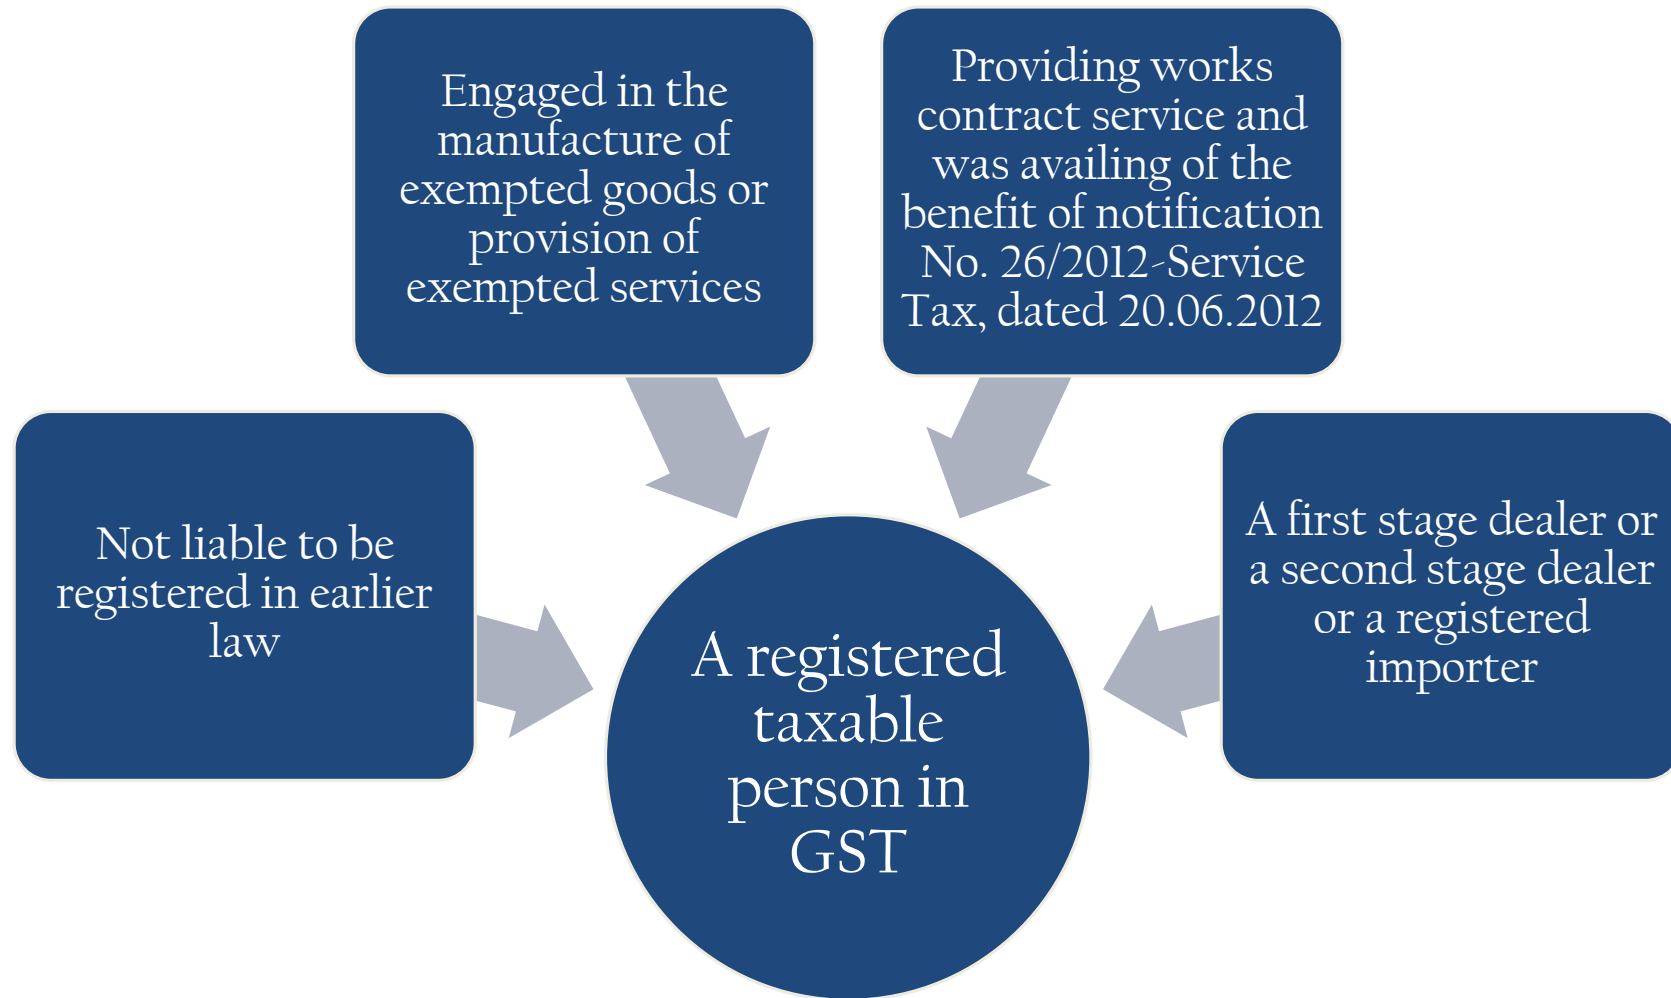 Engaged in the
manufacture of
exempted goods or
provision of
exempted services
Providing works
contract service and
was availing of the
benefit of notification
No. 26/2012-Service
Tax, dated 20.06.2012
Not liable to be
registered in earlier
law
A first stage dealer or
a second stage dealer
or a registered
importer
A registered
taxable
person in
GST